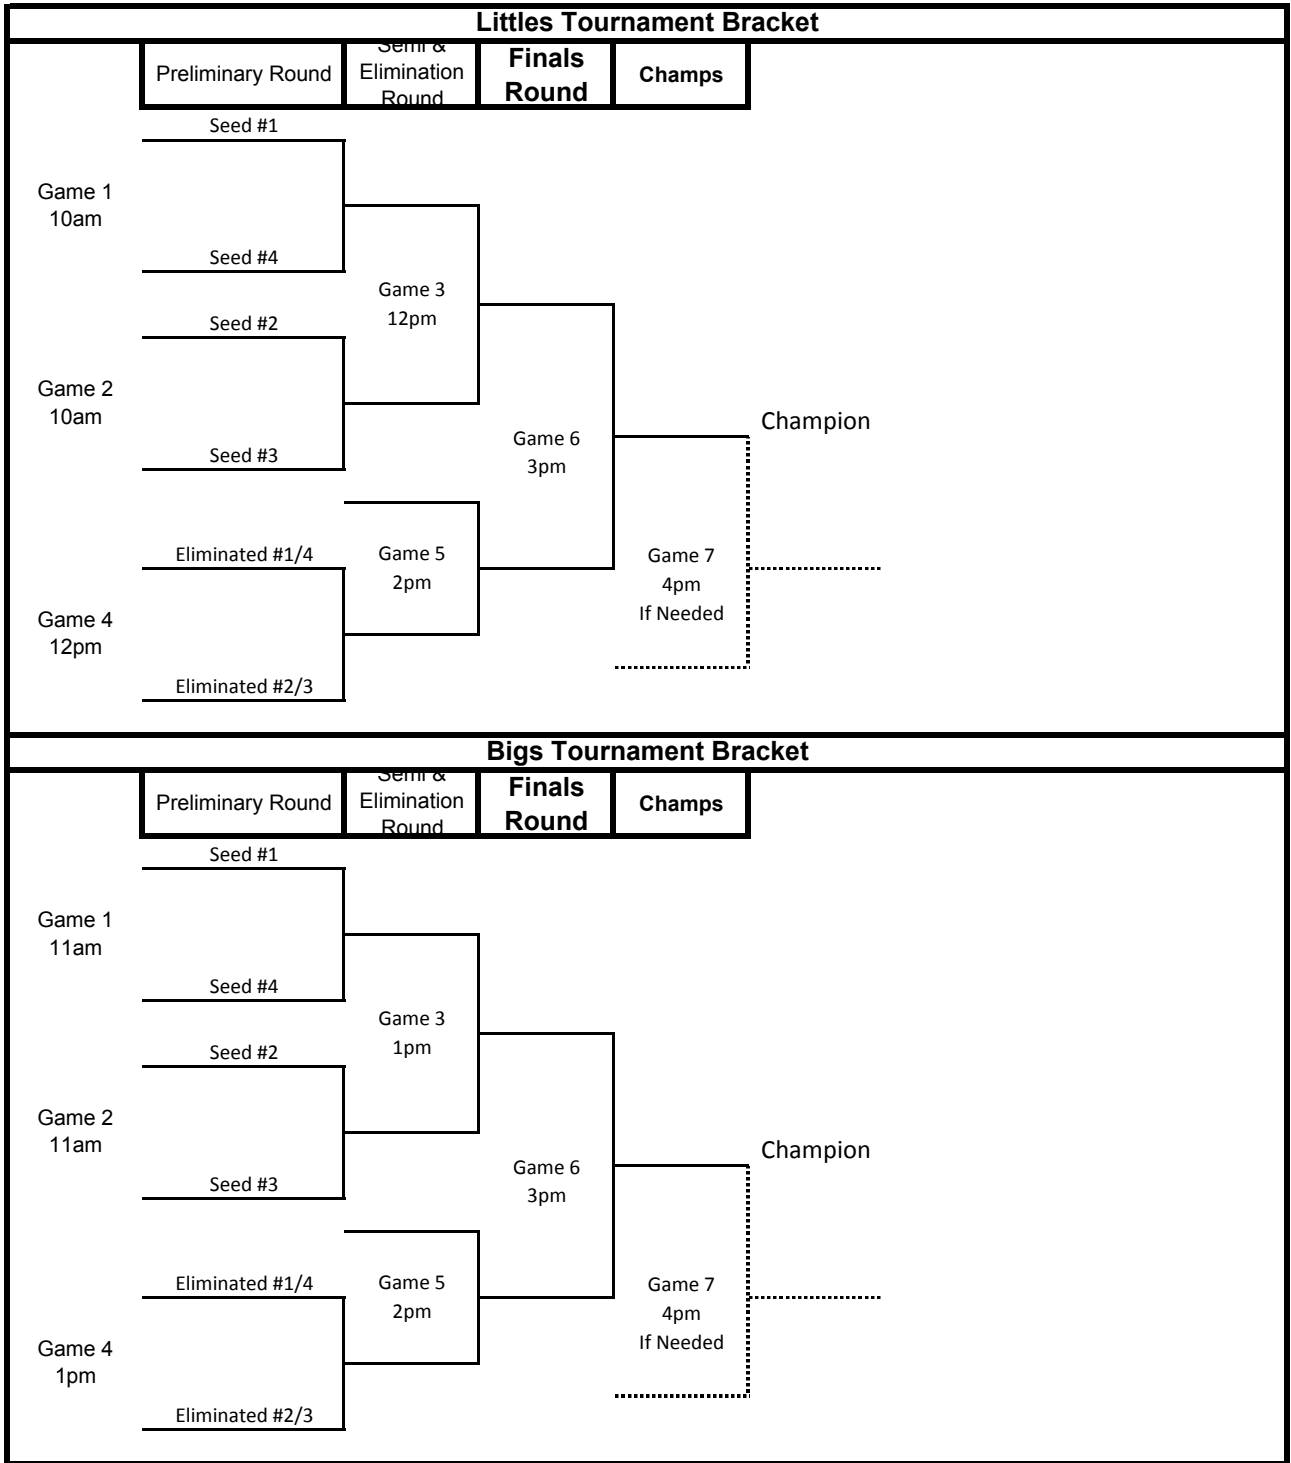 Littles Tournament Bracket
Preliminary Round
Semi &
Elimination
Round
Finals
Round
Champs
Seed #1
Game 1
10am
Seed #4
Game 3
12pm
Seed #2
Game 2
10am
Seed #3
Champion
Game 6
3pm
Eliminated #1/4
Game 5
2pm
Game 7
4pm
If Needed
Game 4
12pm
Eliminated #2/3
Bigs Tournament Bracket
Preliminary Round
Semi &
Elimination
Round
Finals
Round
Champs
Seed #1
Game 1
11am
Seed #4
Game 3
1pm
Seed #2
Game 2
11am
Seed #3
Champion
Game 6
3pm
Eliminated #1/4
Game 5
2pm
Game 7
4pm
If Needed
Game 4
1pm
Eliminated #2/3